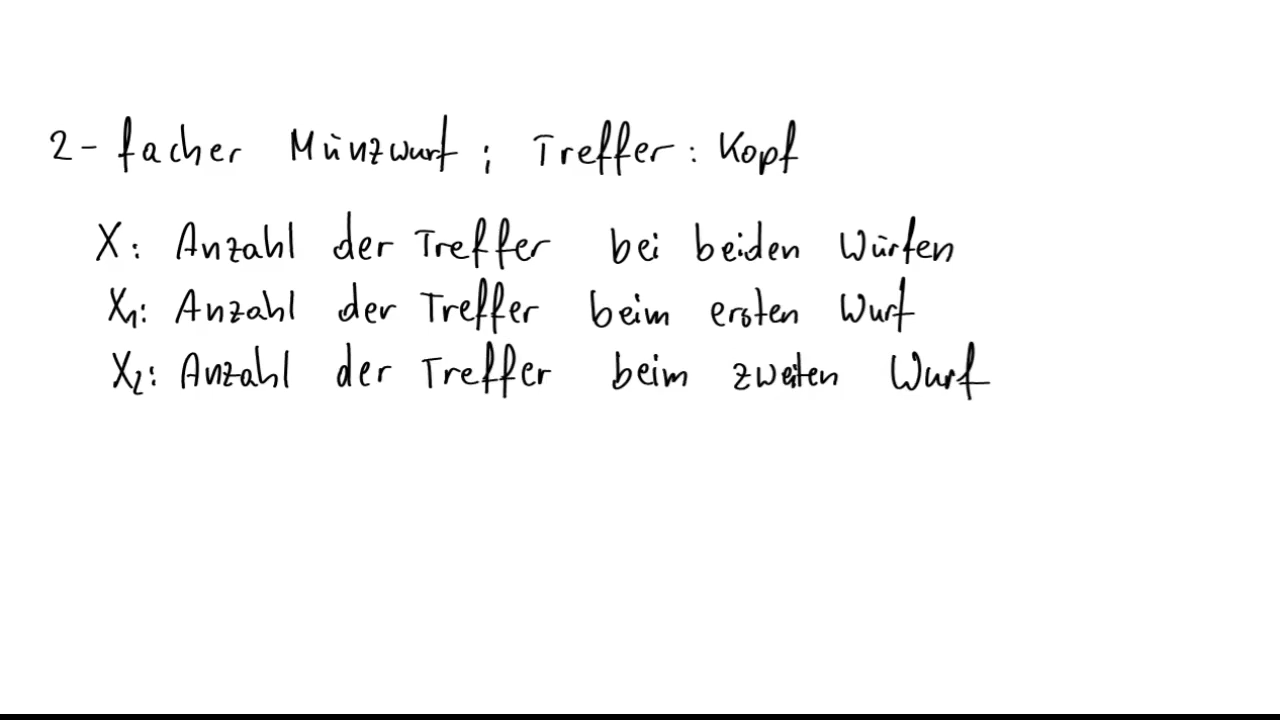 2-facher Münzwurf ; Treffer: Kopf
X: Anzahl der Treffer bei beiden Würfen
X₁: Anzahl der Treffer beim ersten Wurf
X₂: Anzahl der Treffer beim zweiten Wurf